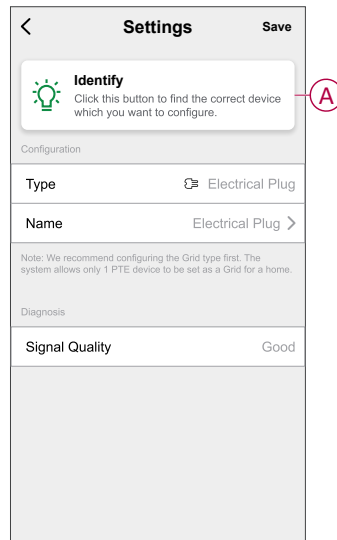 Settings
Save
Identify
Click this button to find the correct device
which you want to configure.
A
Configuration
Type Electrical Plug
Name Electrical Plug
Note: We recommend configuring the Grid type first. The
system allows only 1 PTE device to be set as a Grid for a home.
Diagnosis
Signal Quality Good